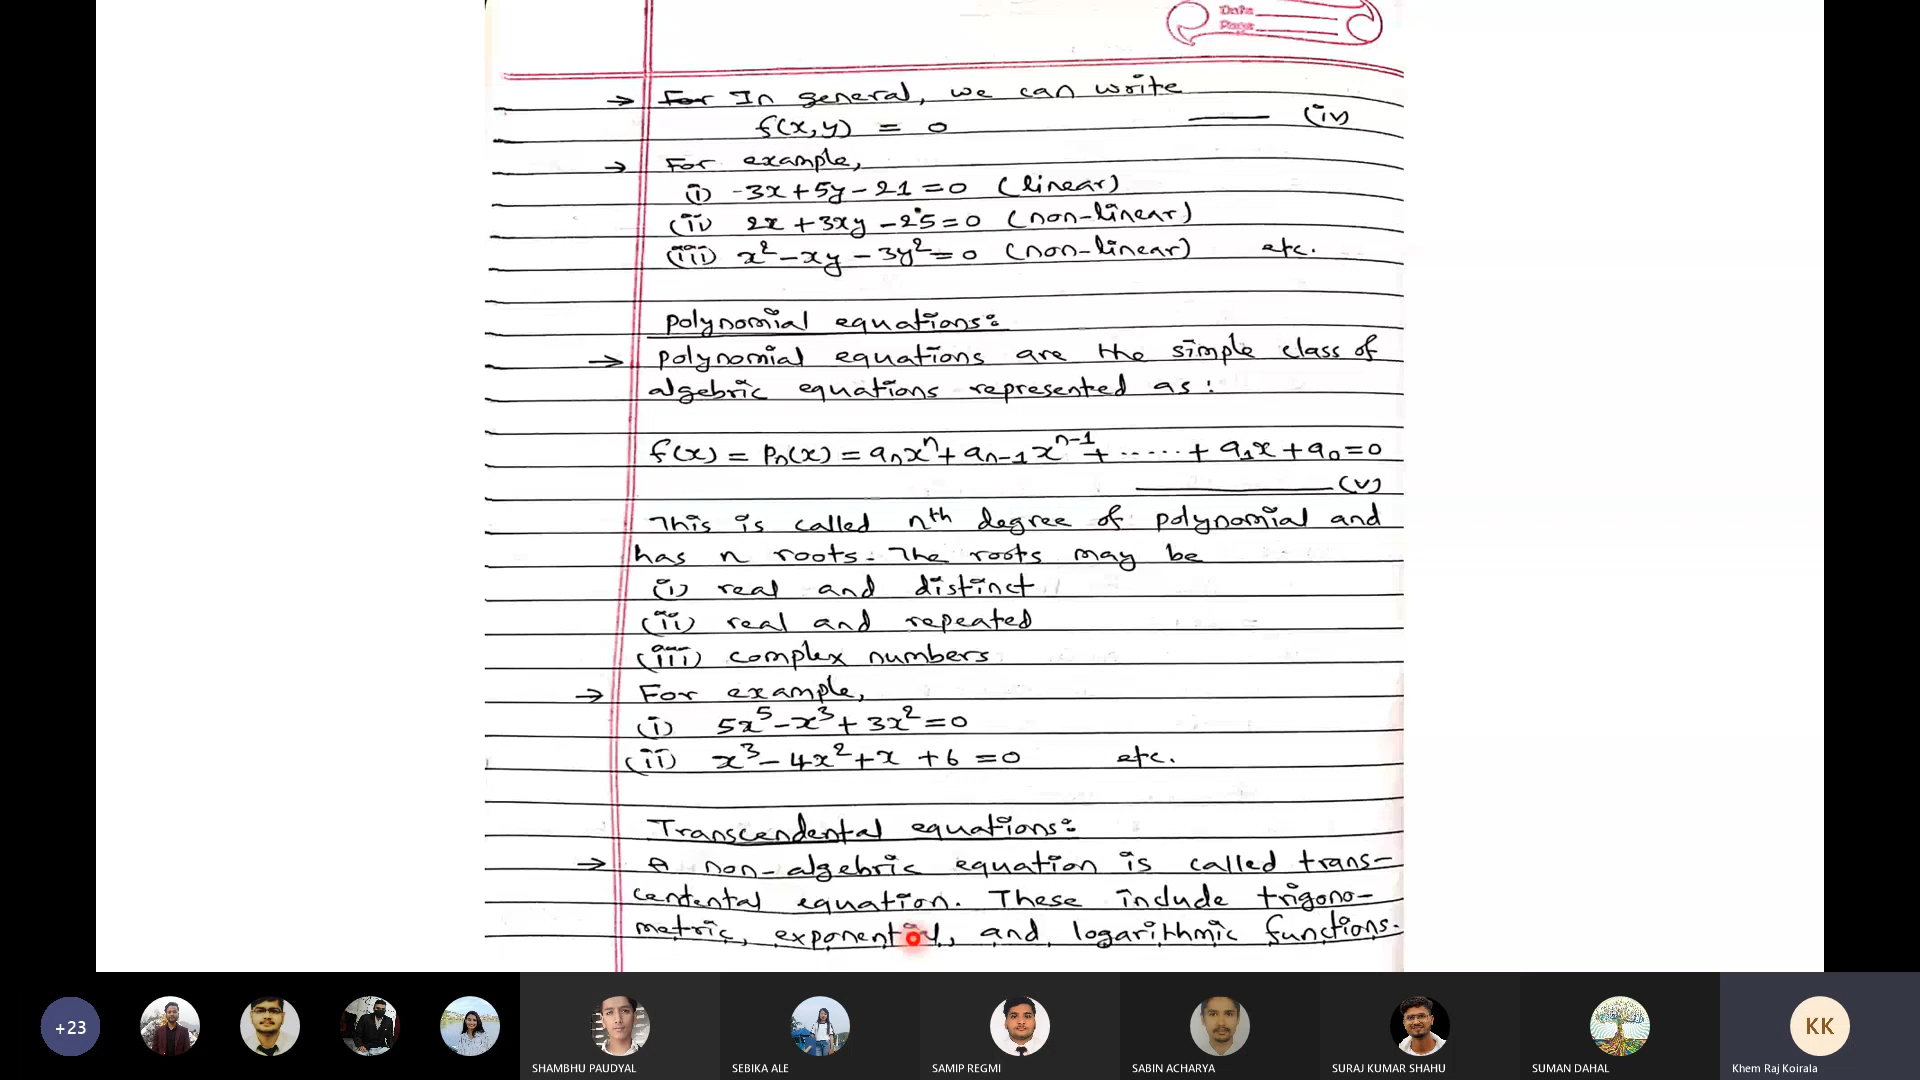 Date
Page
→ For In general, we can write
f(x,y) = 0 ——— (iv)
→ For example,
(i) -3x+5y-21=0 (linear)
(ii) 2x+3xy-25=0 (non-linear)
(iii) x²-xy-3y²=0 (non-linear) etc.
Polynomial equations:
→ polynomial equations are the simple class of
algebric equations represented as:
f(x) = Pn(x) = aₙxⁿ+aₙ₋₁xⁿ⁻¹+ ...... + a₁x+a₀=0
——— (v)
This is called nth degree of polynomial and
has n roots. The roots may be
(i) real and distinct
(ii) real and repeated
(iii) complex numbers
→ For example,
(i) 5x⁵-x³+3x²=0
(ii) x³-4x²+x+6=0 etc.
Transcendental equations:
→ A non-algebric equation is called trans-
cendental equation. These include trigono-
metric, exponential, and logarithmic functions.
+23
SHAMBHU PAUDYAL
SEBIKA ALE
SAMIP REGMI
SABIN ACHARYA
SURAJ KUMAR SHAHU
SUMAN DAHAL
KK
Khem Raj Koirala